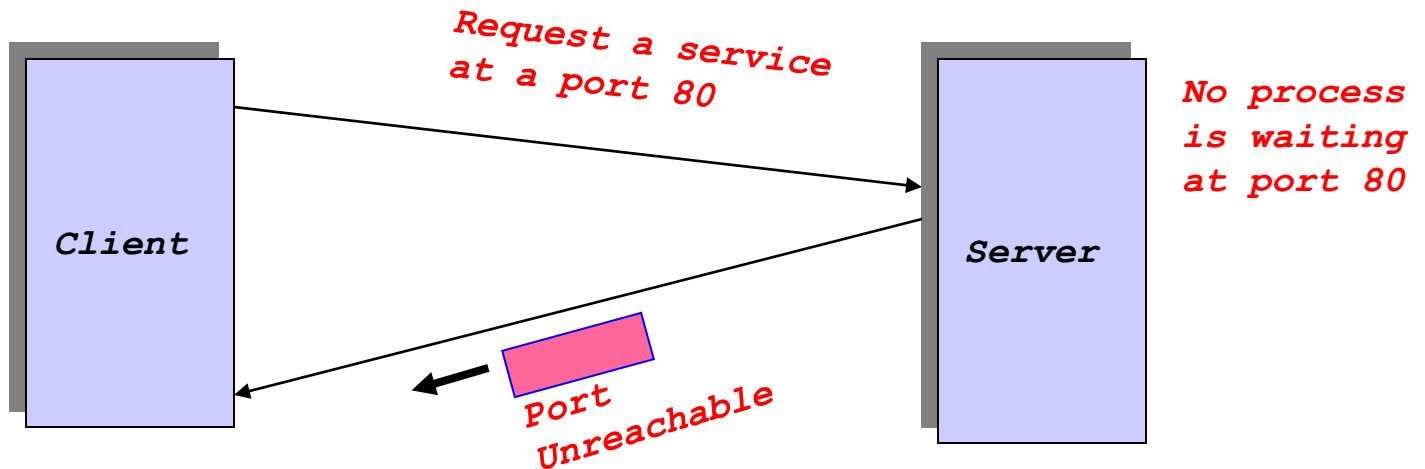 Request a service
at a port 80
No process
is waiting
at port 80
Client
Server
Port
Unreachable